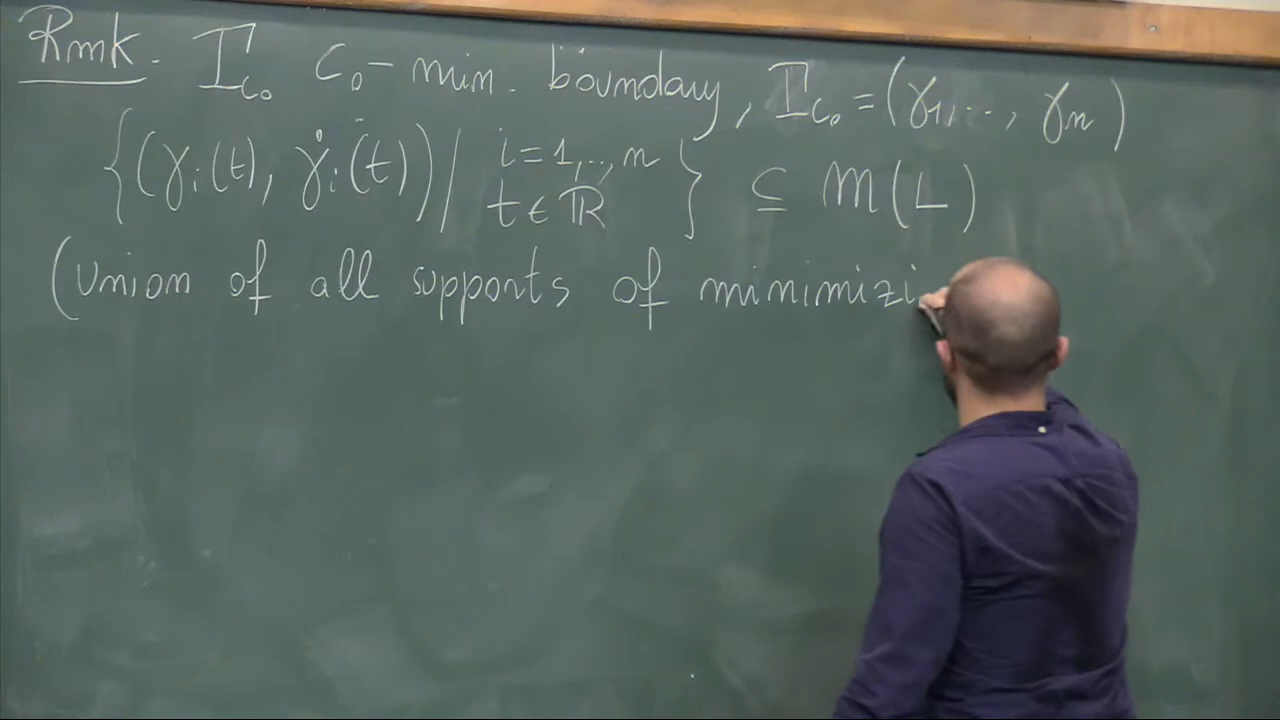 Rmk. Γ_{c₀} c₀-min. boundary, Γ_{c₀} = (γ₁,..., γₙ)
{(γᵢ(t), γ̇ᵢ(t)) | i=1,..,n t∈ℝ} ⊆ M(L)
(union of all supports of minimizi